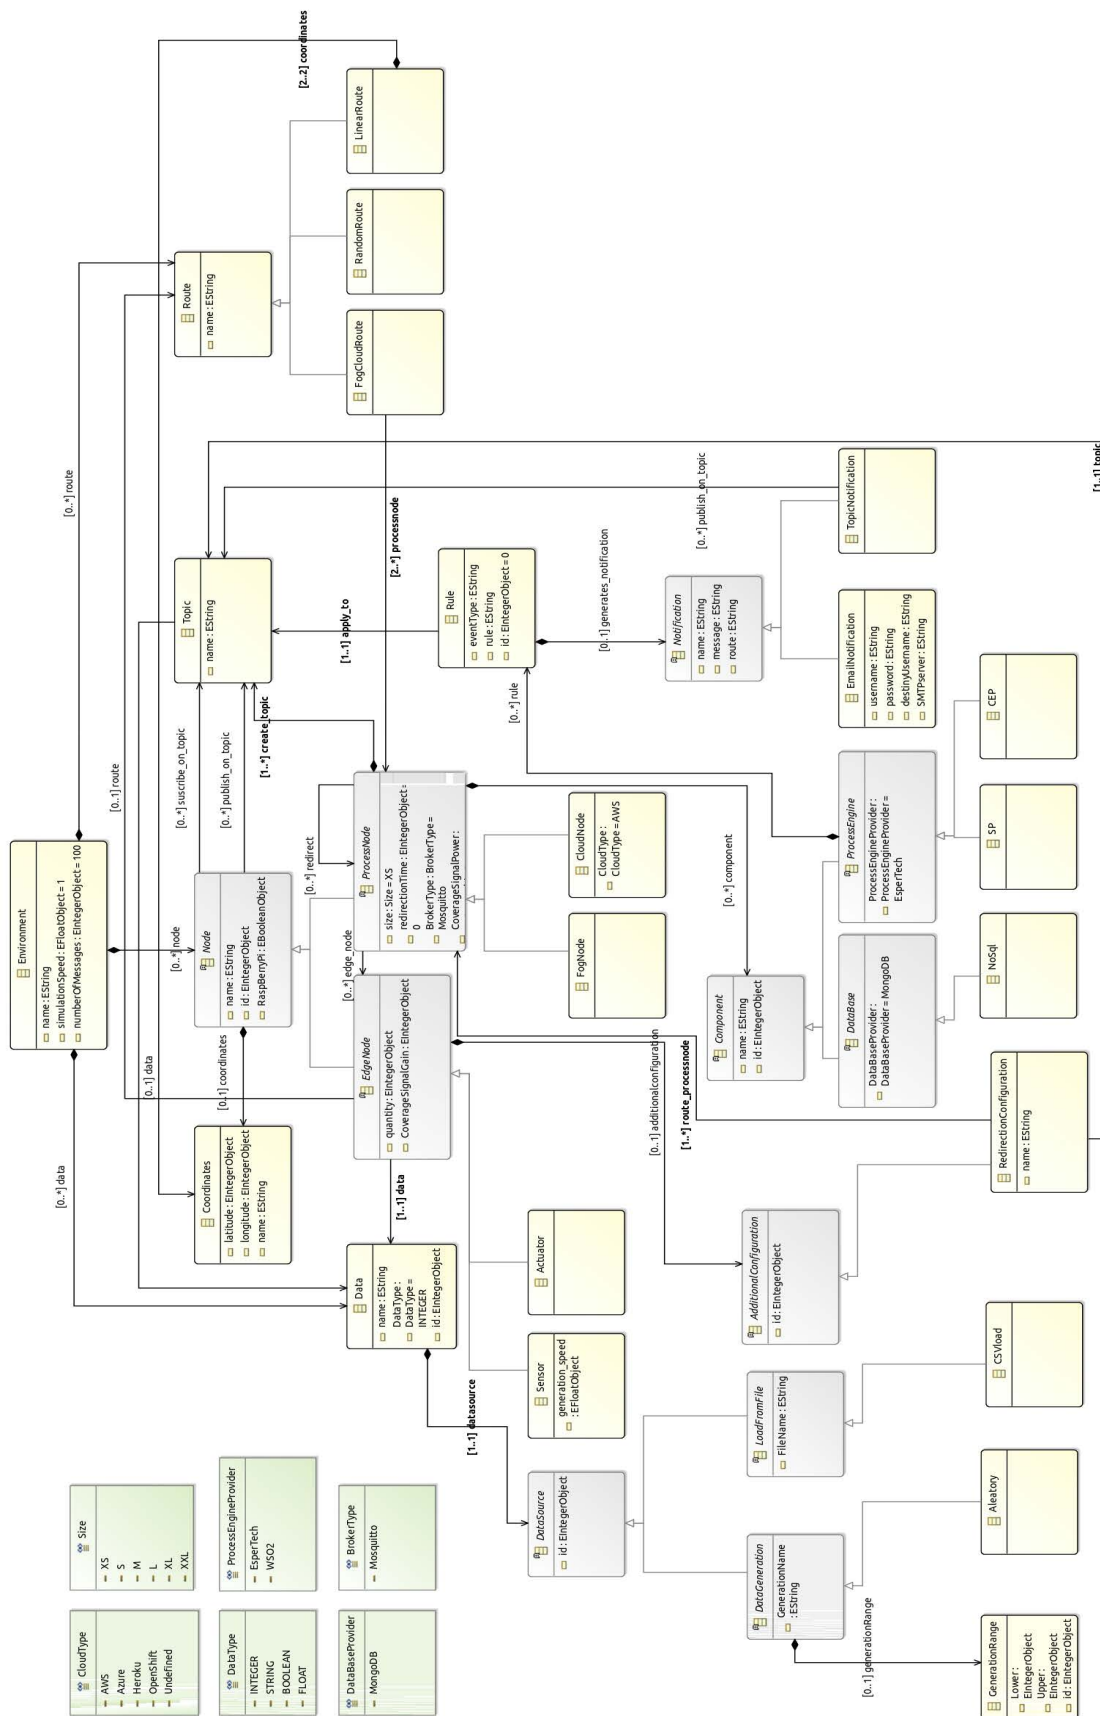 CloudType
AWS
Azure
Heroku
OpenShift
Undefined
Size
XS
S
M
L
XL
XXL
DataType
INTEGER
STRING
BOOLEAN
FLOAT
ProcessEngineProvider
EsperTech
WSO2
DataBaseProvider
MongoDB
BrokerType
Mosquitto
Environment
name : EString
simulationSpeed : EFloatObject = 1
numberOfMessages : EIntegerObject = 100
[0..*] data
[0..*] node
[0..*] route
[0..1] route
[0..1] data
[2..2] coordinates
Coordinates
latitude : EIntegerObject
longitude : EIntegerObject
name : EString
[0..1] coordinates
Node
name : EString
id : EIntegerObject
RaspBerryPi : EBooleanObject
[0..*] suscribe_on_topic
[0..*] publish_on_topic
[1..*] create_topic
Topic
name : EString
Route
name : EString
FogCloudRoute
RandomRoute
LinearRoute
[2..*] processnode
Data
name : EString
DataType :
DataType =
INTEGER
id : EIntegerObject
[1..1] data
EdgeNode
quantity : EIntegerObject
CoverageSignalGain : EIntegerObject
[0..*] edge_node
[0..*] redirect
ProcessNode
size : Size = XS
redirectionTime : EIntegerObject =
0
BrokerType : BrokerType =
Mosquitto
CoverageSignalPower :
[1..1] apply_to
Rule
eventType : EString
rule : EString
id : EIntegerObject = 0
[0..*] rule
[0..1] generates_notification
[1..1] datasource
DataSource
id : EIntegerObject
Sensor
generation_speed
: EFloatObject
Actuator
FogNode
CloudNode
CloudType :
CloudType = AWS
[0..1] additionalconfiguration
[1..*] route_processnode
[0..*] component
Notification
name : EString
message : EString
route : EString
[0..*] publish_on_topic
[1..1] topic
DataGeneration
GenerationName
: EString
LoadFramFile
FileName : EString
AdditionalConfiguration
id : EIntegerObject
Component
name : EString
id : EIntegerObject
DataBase
DataBaseProvider :
DataBaseProvider = MongoDB
ProcessEngine
ProcessEngineProvider :
ProcessEngineProvider =
EsperTech
EmailNotification
username : EString
password : EString
destinyUsername : EString
SMTPserver : EString
TopicNotification
[0..1] generationRange
GenerationRange
Lower :
EIntegerObject
Upper :
EIntegerObject
id : EIntegerObject
Aleatory
CSVload
RedirectionConfiguration
name : EString
NoSql
SP
CEP